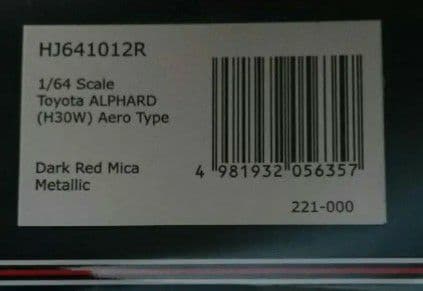 HJ641012R
1/64 Scale
Toyota ALPHARD
(H30W) Aero Type
Dark Red Mica
Metallic
4 981932 056357
221-000